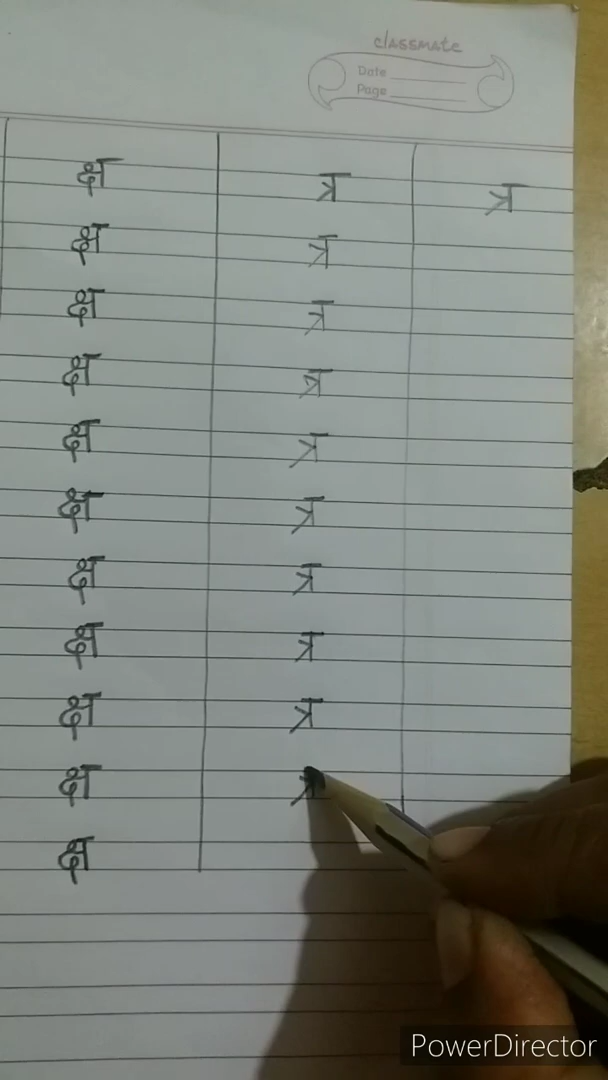 classmate
Date
Page
क्ष त्र त्र
क्ष त्र
क्ष त्र
क्ष त्र
क्ष त्र
क्ष त्र
क्ष त्र
क्ष त्र
क्ष त्र
क्ष त्र
क्ष
PowerDirector